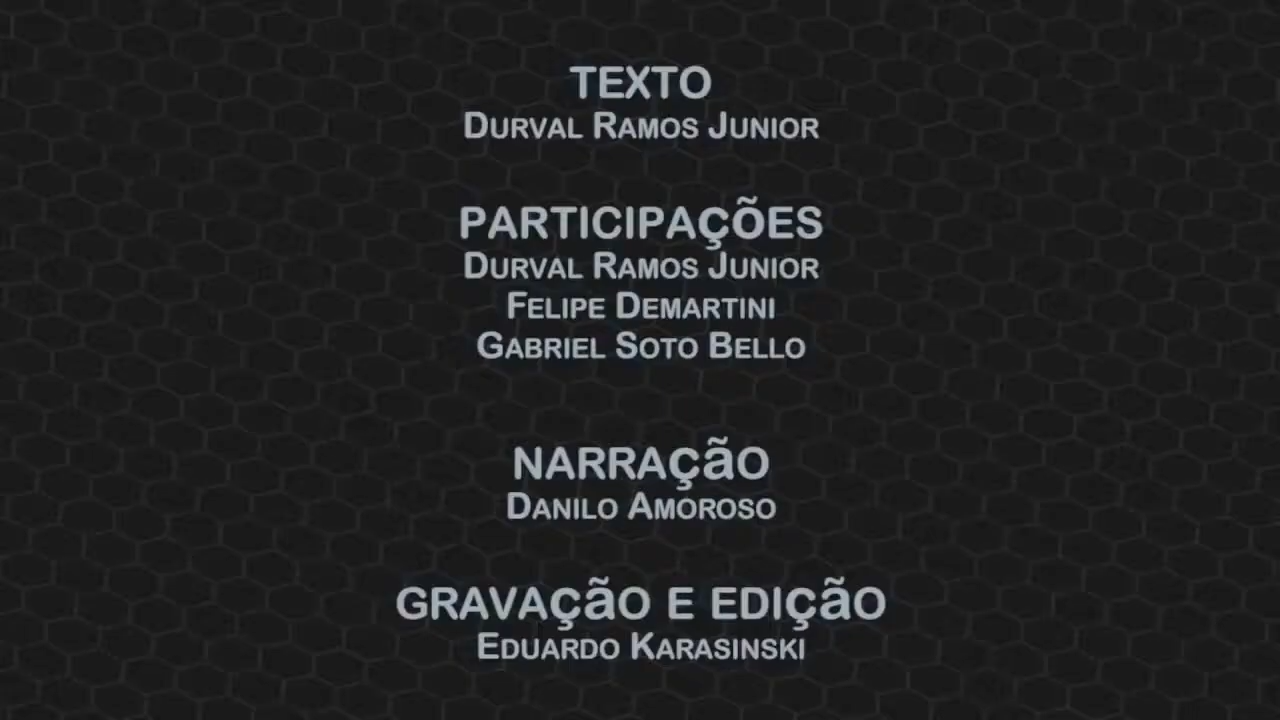 TEXTO
Durval Ramos Junior
PARTICIPAÇÕES
Durval Ramos Junior
Felipe Demartini
Gabriel Soto Bello
NARRAÇÃO
Danilo Amoroso
GRAVAÇÃO E EDIÇÃO
Eduardo Karasinski